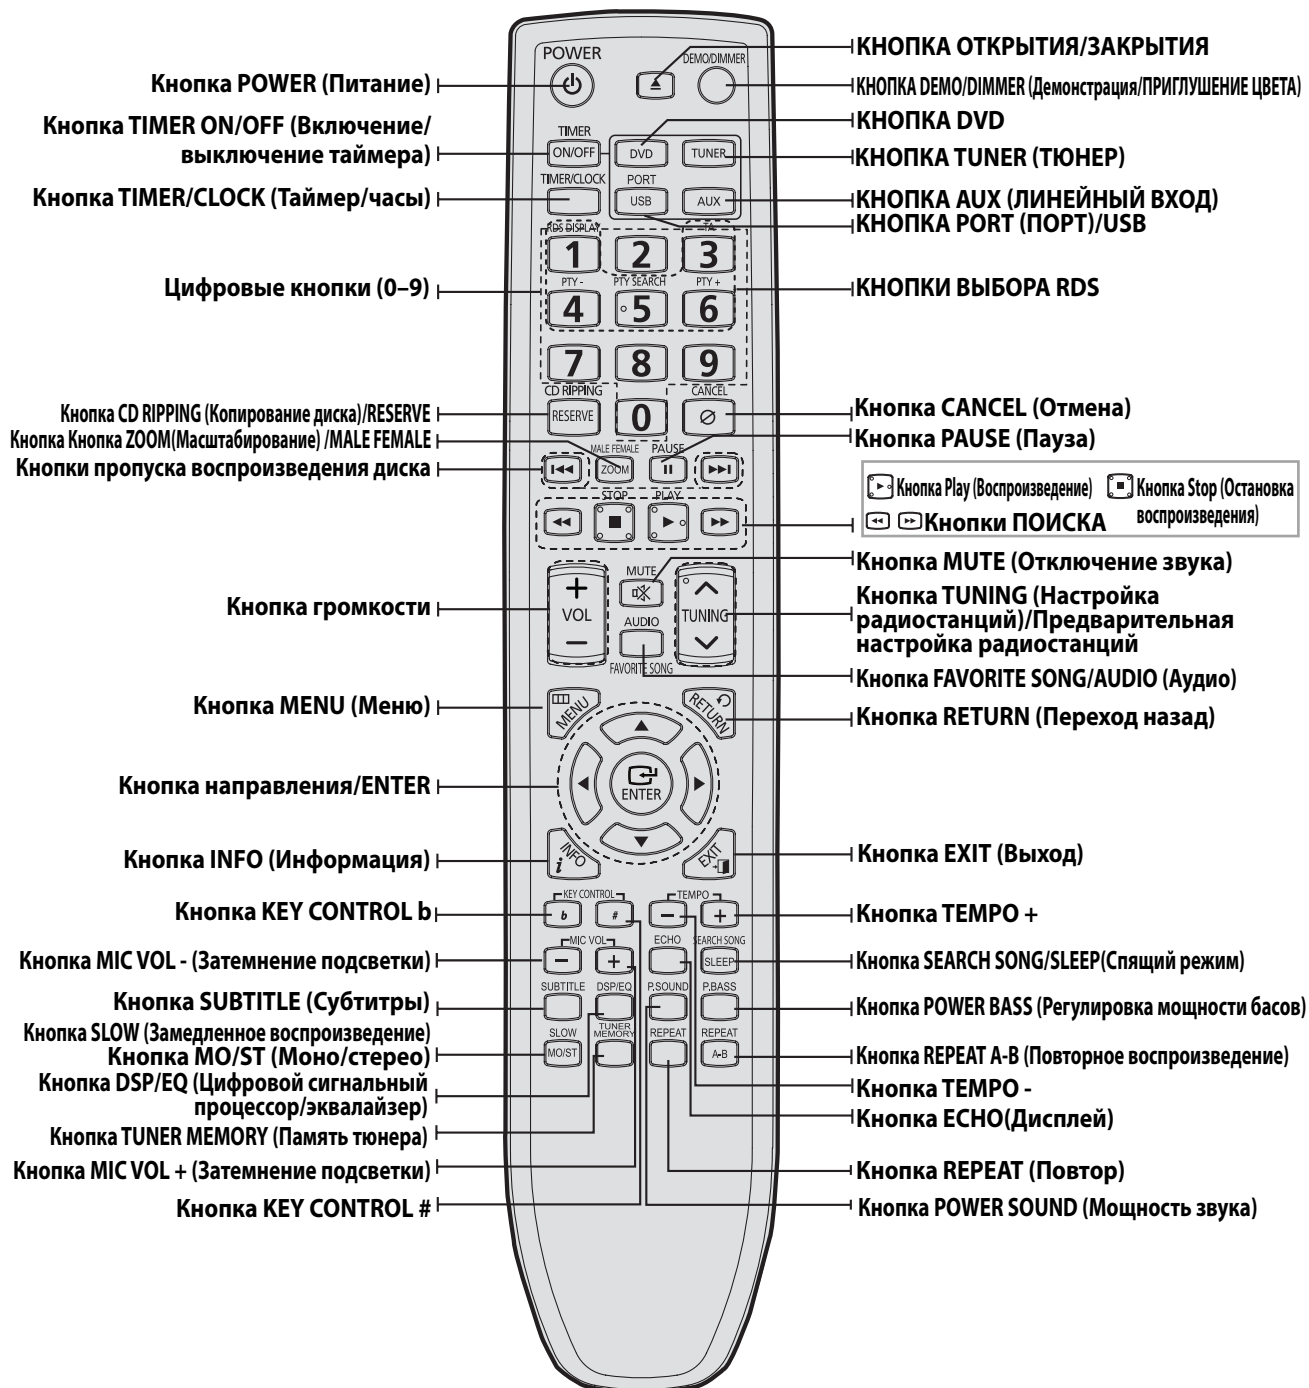 Кнопка POWER (Питание)
Кнопка TIMER ON/OFF (Включение/
выключение таймера)
Кнопка TIMER/CLOCK (Таймер/часы)
Цифровые кнопки (0–9)
Кнопка CD RIPPING (Копирование диска)/RESERVE
Кнопка Кнопка ZOOM(Масштабирование) /MALE FEMALE
Кнопки пропуска воспроизведения диска
Кнопка громкости
Кнопка MENU (Меню)
Кнопка направления/ENTER
Кнопка INFO (Информация)
Кнопка KEY CONTROL b
Кнопка MIC VOL - (Затемнение подсветки)
Кнопка SUBTITLE (Субтитры)
Кнопка SLOW (Замедленное воспроизведение)
Кнопка MO/ST (Моно/стерео)
Кнопка DSP/EQ (Цифровой сигнальный
процессор/эквалайзер)
Кнопка TUNER MEMORY (Память тюнера)
Кнопка MIC VOL + (Затемнение подсветки)
Кнопка KEY CONTROL #
POWER
DEMO/DIMMER
TIMER
ON/OFF
DVD
TUNER
TIMER/CLOCK
PORT
USB
AUX
RDS DISPLAY
TA
1
2
3
PTY -
PTY SEARCH
PTY +
4
5
6
7
8
9
CD RIPPING
CANCEL
RESERVE
0
MALE FEMALE
PAUSE
ZOOM
STOP
PLAY
MUTE
+
VOL
−
TUNING
AUDIO
FAVORITE SONG
MENU
RETURN
ENTER
INFO
i
EXIT
KEY CONTROL
TEMPO
b
#
−
+
MIC VOL
ECHO
SEARCH SONG
−
+
SLEEP
SUBTITLE
DSP/EQ
P.SOUND
P.BASS
SLOW
TUNER
MEMORY
REPEAT
REPEAT
MO/ST
A-B
КНОПКА ОТКРЫТИЯ/ЗАКРЫТИЯ
КНОПКА DEMO/DIMMER (Демонстрация/ПРИГЛУШЕНИЕ ЦВЕТА)
КНОПКА DVD
КНОПКА TUNER (ТЮНЕР)
КНОПКА AUX (ЛИНЕЙНЫЙ ВХОД)
КНОПКА PORT (ПОРТ)/USB
КНОПКИ ВЫБОРА RDS
Кнопка CANCEL (Отмена)
Кнопка PAUSE (Пауза)
Кнопка Play (Воспроизведение)
Кнопка Stop (Остановка
воспроизведения)
Кнопки ПОИСКА
Кнопка MUTE (Отключение звука)
Кнопка TUNING (Настройка
радиостанций)/Предварительная
настройка радиостанций
Кнопка FAVORITE SONG/AUDIO (Аудио)
Кнопка RETURN (Переход назад)
Кнопка EXIT (Выход)
Кнопка TEMPO +
Кнопка SEARCH SONG/SLEEP(Спящий режим)
Кнопка POWER BASS (Регулировка мощности басов)
Кнопка REPEAT A-B (Повторное воспроизведение)
Кнопка TEMPO -
Кнопка ECHO(Дисплей)
Кнопка REPEAT (Повтор)
Кнопка POWER SOUND (Мощность звука)